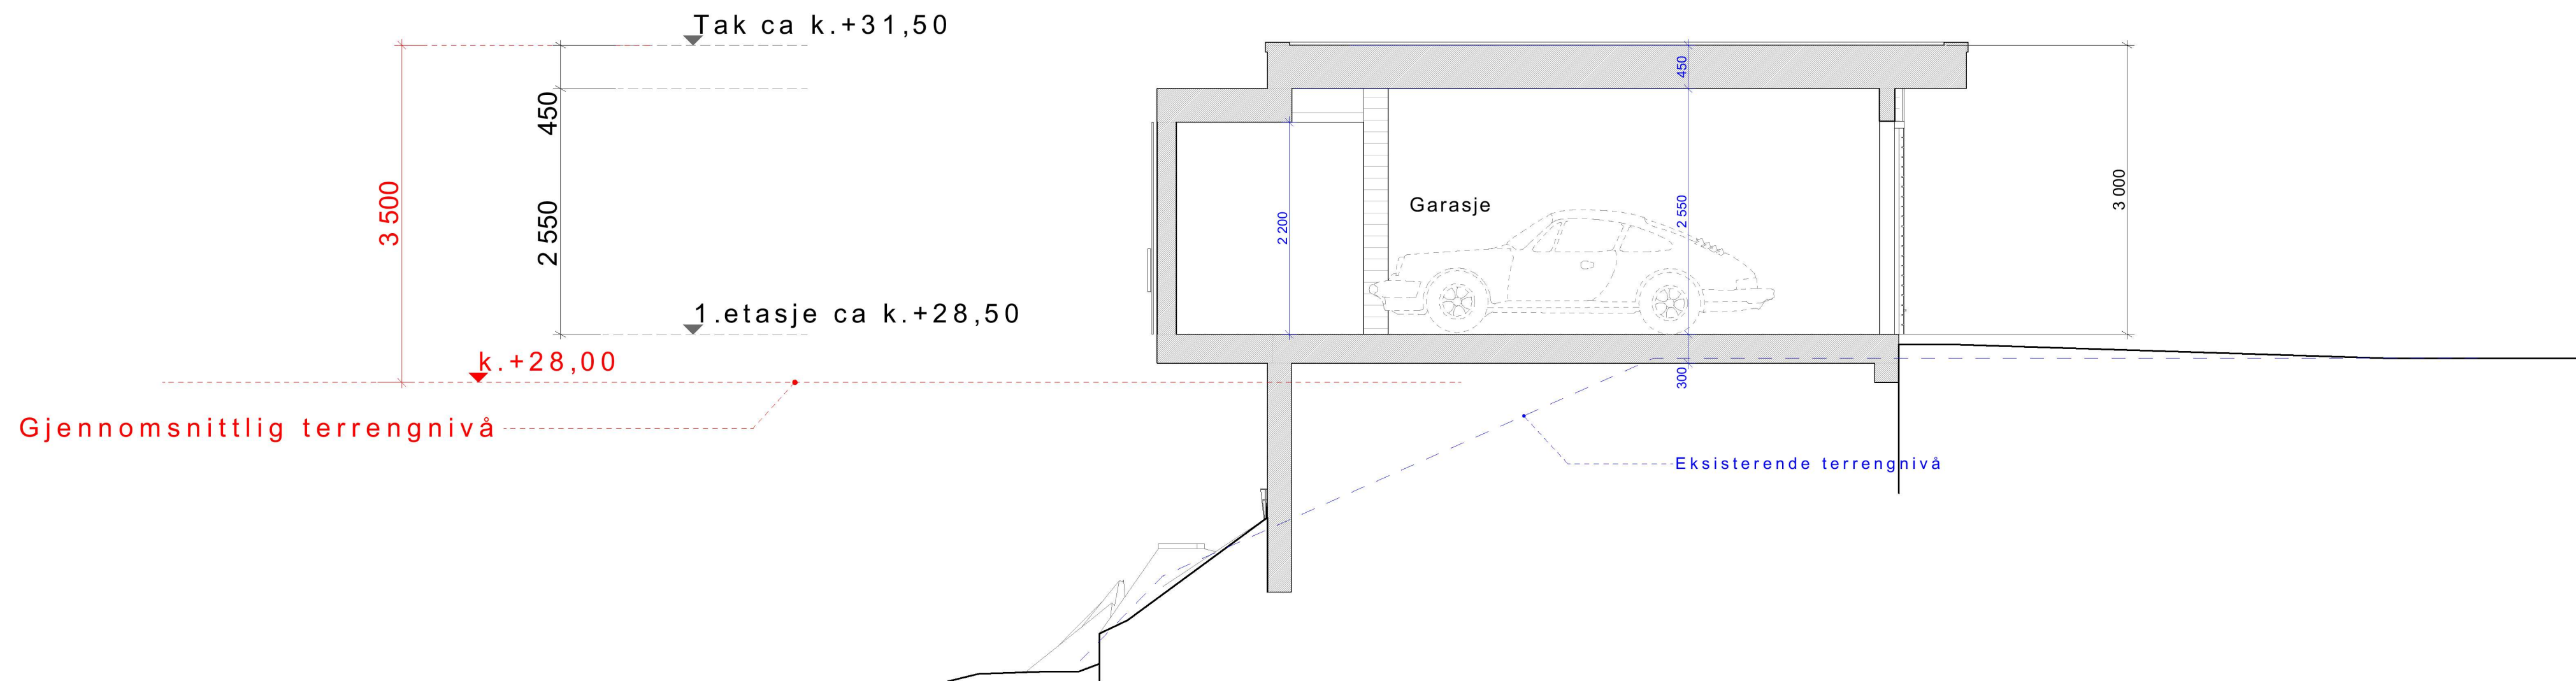 Tak ca k.+31,50
450
450
3 500
2 550
2 200
Garasje
2 550
3 000
1.etasje ca k.+28,50
k.+28,00
300
Gjennomsnittlig terrengnivå
Eksisterende terrengnivå